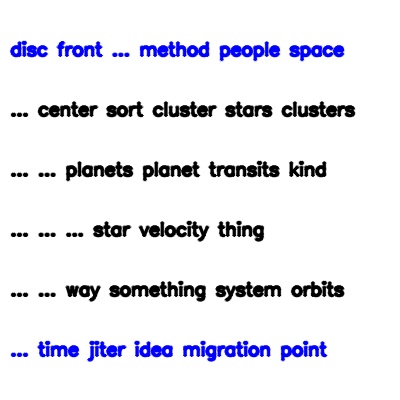 disc front ... method people space
... center sort cluster stars clusters
... ... planets planet transits kind
... ... ... star velocity thing
... ... way something system orbits
... time jiter idea migration point